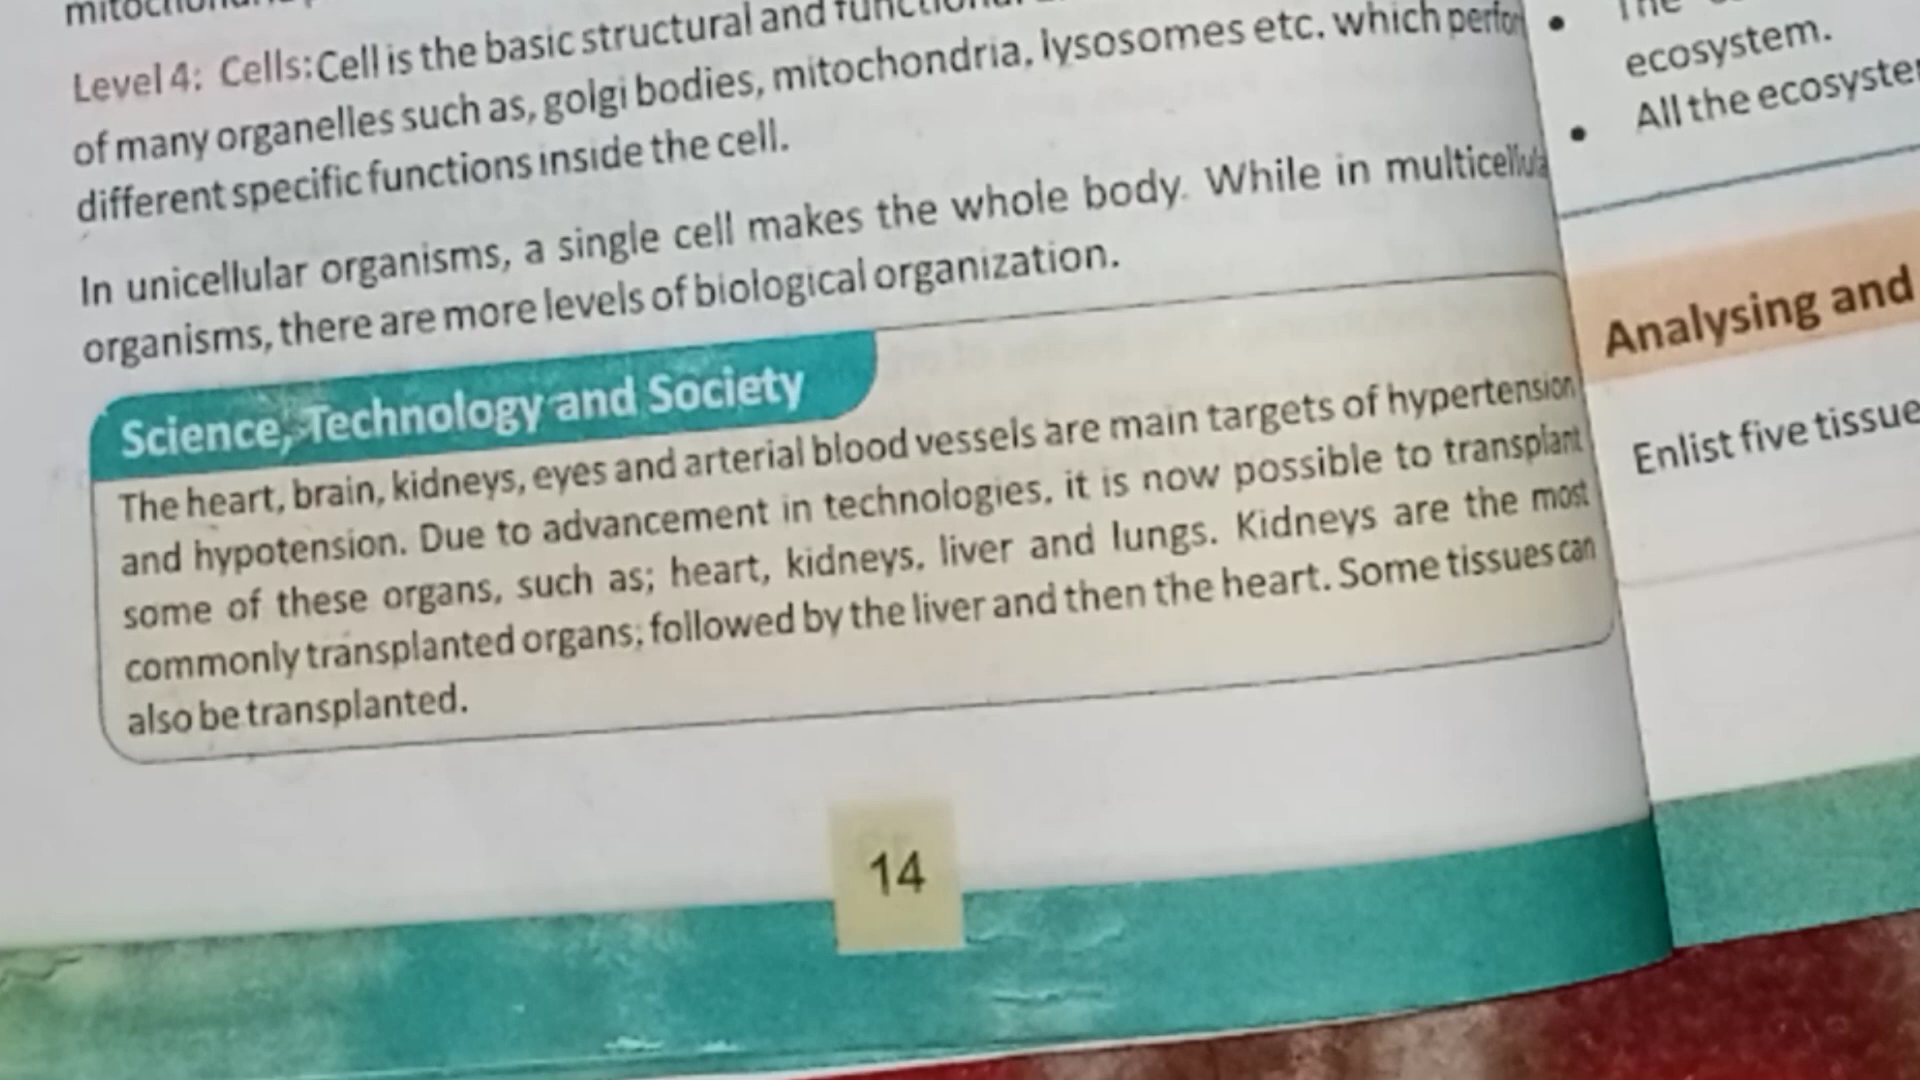 Level 4: Cells: Cell is the basic structural and
of many organelles such as, golgi bodies, mitochondria, lysosomes etc. which
different specific functions inside the cell.
In unicellular organisms, a single cell makes the whole body. While in
organisms, there are more levels of biological organization.
Science, Technology and Society
The heart, brain, kidneys, eyes and arterial blood vessels are main targets of hypertension
and hypotension. Due to advancement in technologies, it is now possible to transplant
some of these organs, such as; heart, kidneys, liver and lungs. Kidneys are the most
commonly transplanted organs; followed by the liver and then the heart. Some tissues can
also be transplanted.
14
ecosystem.
• All the
Analysing and
Enlist five